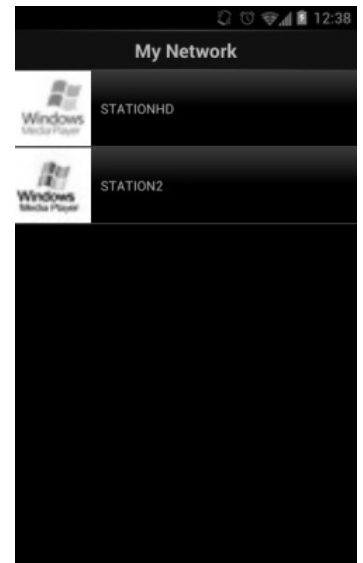 12:38
My Network
Windows
Media Player
STATIONHD
Windows
Media Player
STATION2